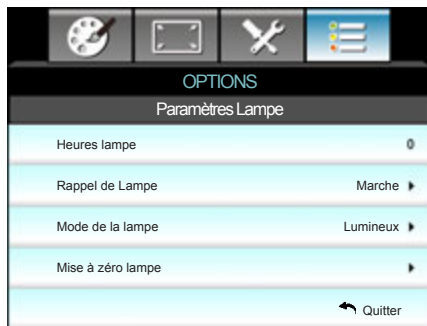 OPTIONS
Paramètres Lampe
Heures lampe 0
Rappel de Lampe Marche
Mode de la lampe Lumineux
Mise à zéro lampe
Quitter